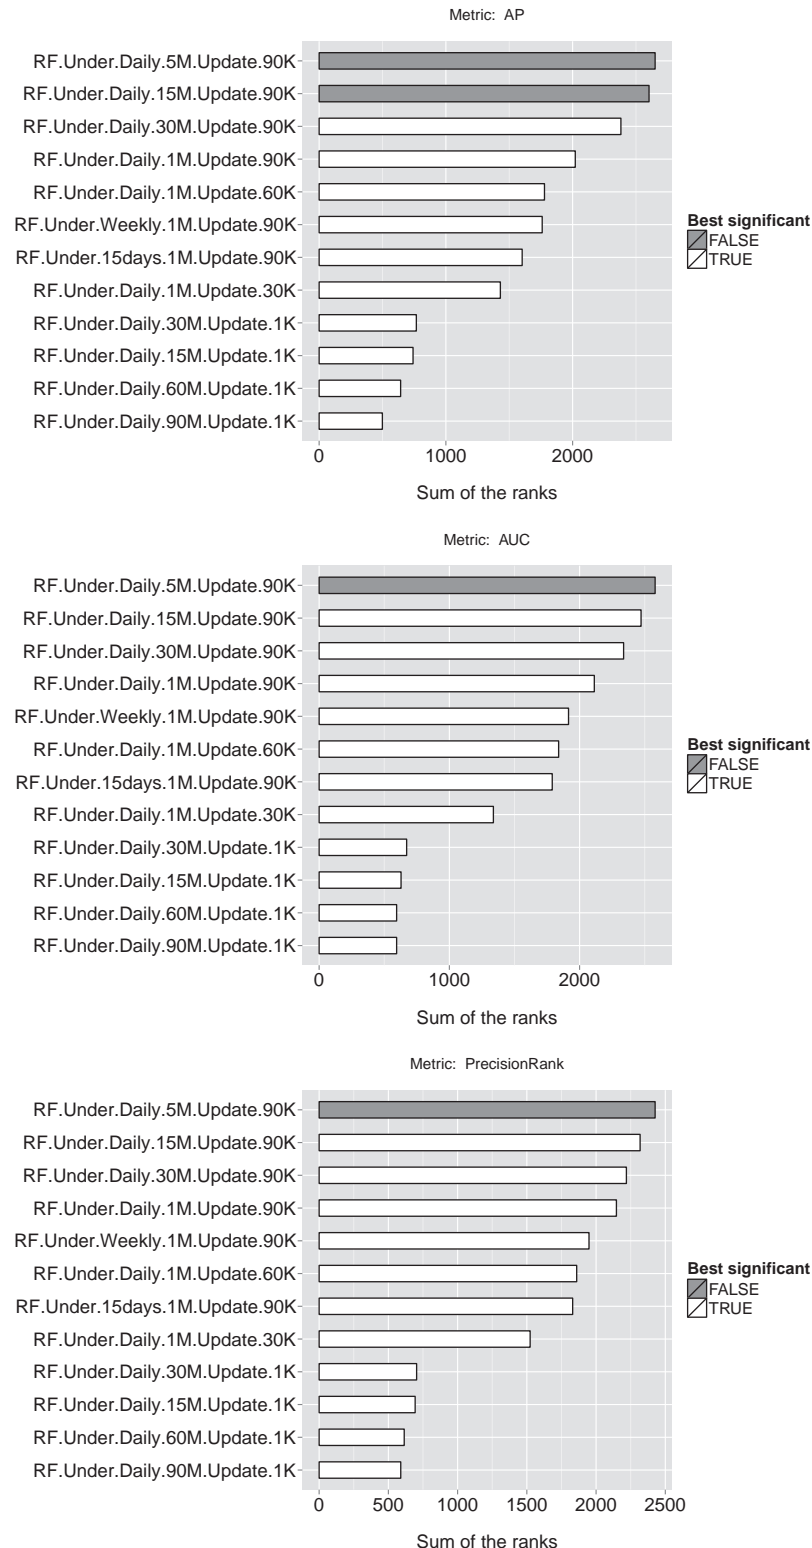 Metric: AP
RF.Under.Daily.5M.Update.90K
RF.Under.Daily.15M.Update.90K
RF.Under.Daily.30M.Update.90K
RF.Under.Daily.1M.Update.90K
RF.Under.Daily.1M.Update.60K
RF.Under.Weekly.1M.Update.90K
RF.Under.15days.1M.Update.90K
RF.Under.Daily.1M.Update.30K
RF.Under.Daily.30M.Update.1K
RF.Under.Daily.15M.Update.1K
RF.Under.Daily.60M.Update.1K
RF.Under.Daily.90M.Update.1K
0 1000 2000
Sum of the ranks
Best significant
FALSE
TRUE
Metric: AUC
RF.Under.Daily.5M.Update.90K
RF.Under.Daily.15M.Update.90K
RF.Under.Daily.30M.Update.90K
RF.Under.Daily.1M.Update.90K
RF.Under.Weekly.1M.Update.90K
RF.Under.Daily.1M.Update.60K
RF.Under.15days.1M.Update.90K
RF.Under.Daily.1M.Update.30K
RF.Under.Daily.30M.Update.1K
RF.Under.Daily.15M.Update.1K
RF.Under.Daily.60M.Update.1K
RF.Under.Daily.90M.Update.1K
0 1000 2000
Sum of the ranks
Best significant
FALSE
TRUE
Metric: PrecisionRank
RF.Under.Daily.5M.Update.90K
RF.Under.Daily.15M.Update.90K
RF.Under.Daily.30M.Update.90K
RF.Under.Daily.1M.Update.90K
RF.Under.Weekly.1M.Update.90K
RF.Under.Daily.1M.Update.60K
RF.Under.15days.1M.Update.90K
RF.Under.Daily.1M.Update.30K
RF.Under.Daily.30M.Update.1K
RF.Under.Daily.15M.Update.1K
RF.Under.Daily.60M.Update.1K
RF.Under.Daily.90M.Update.1K
0 500 1000 1500 2000 2500
Sum of the ranks
Best significant
FALSE
TRUE